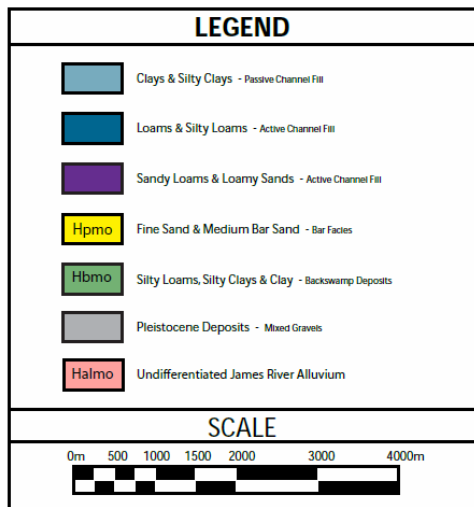 LEGEND
Clays & Silty Clays - Passive Channel Fill
Loams & Silty Loams - Active Channel Fill
Sandy Loams & Loamy Sands - Active Channel Fill
Hpmo Fine Sand & Medium Bar Sand - Bar Facies
Hbmo Silty Loams, Silty Clays & Clay - Backswamp Deposits
Pleistocene Deposits - Mixed Gravels
Halmo Undifferentiated James River Alluvium
SCALE
0m 500 1000 1500 2000 3000 4000m